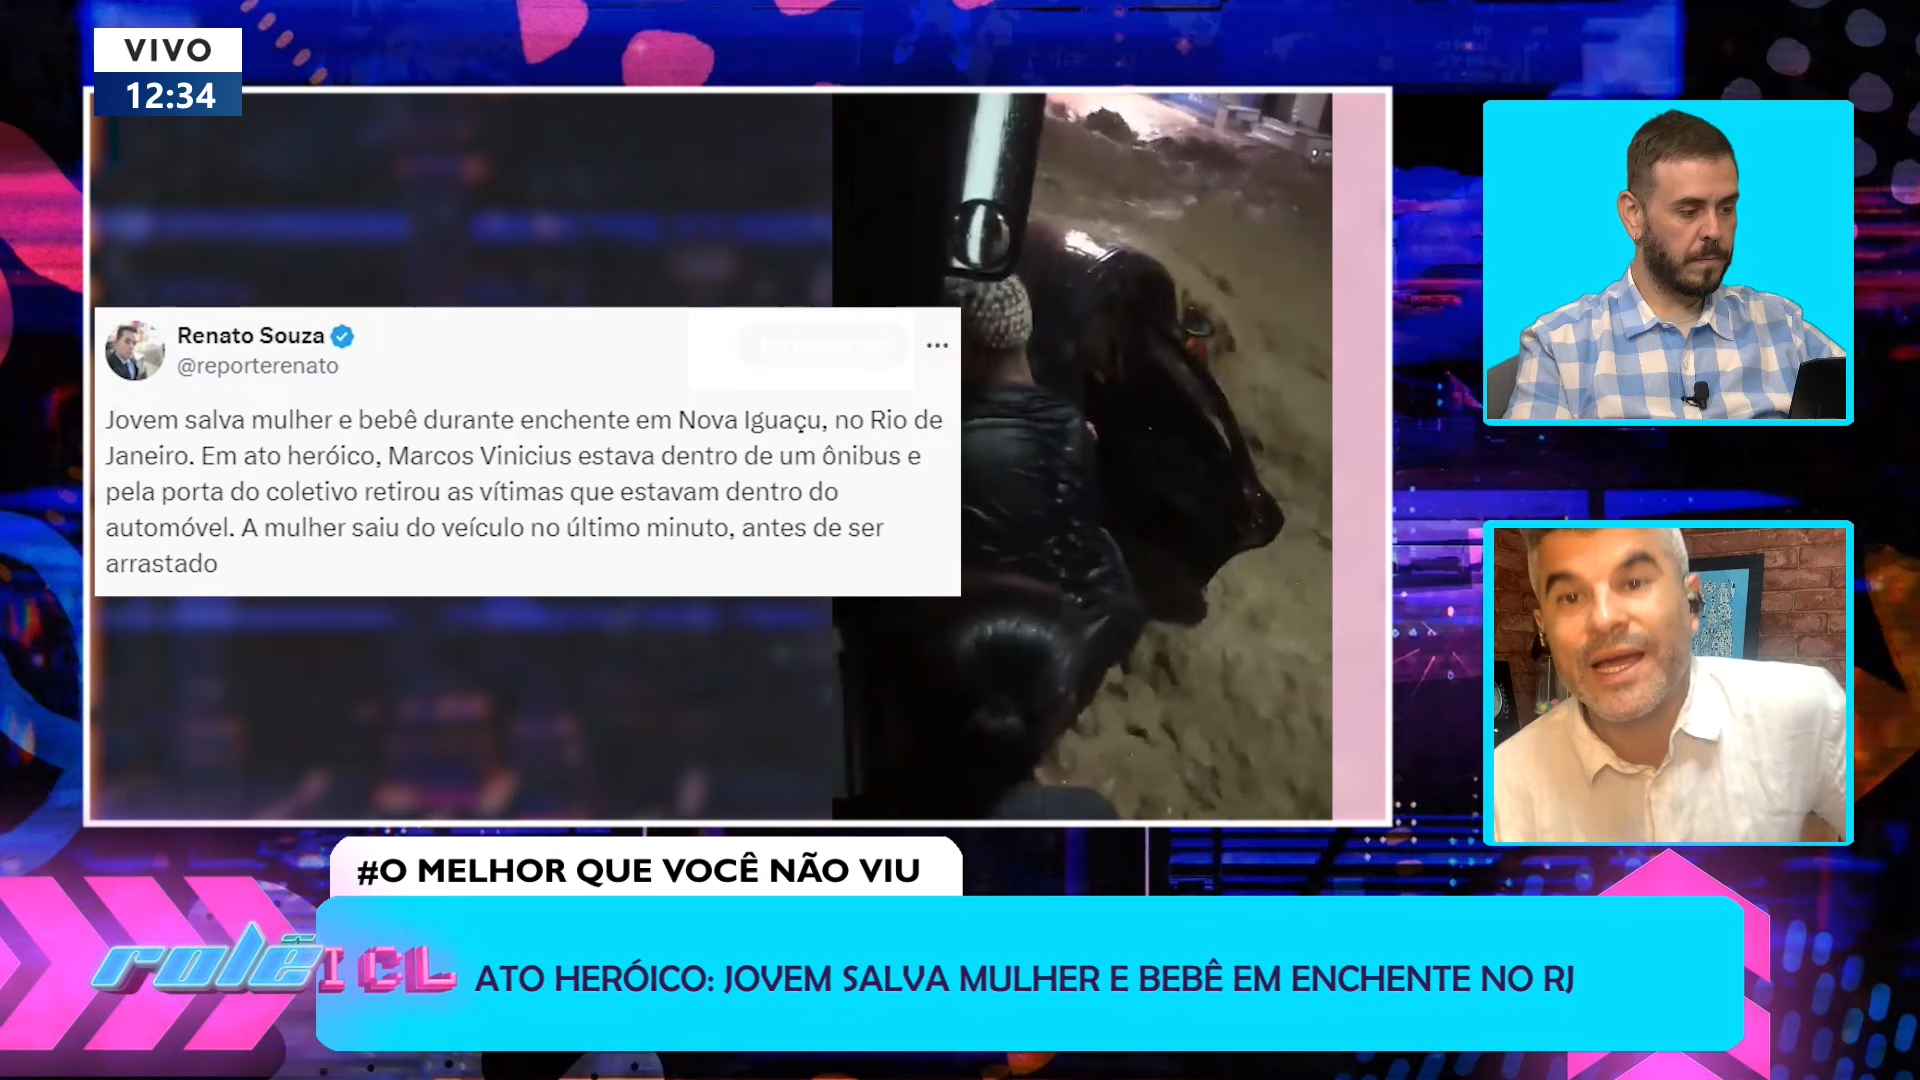 VIVO
12:34
Renato Souza
@reporterenato
Jovem salva mulher e bebê durante enchente em Nova Iguaçu, no Rio de
Janeiro. Em ato heróico, Marcos Vinicius estava dentro de um ônibus e
pela porta do coletivo retirou as vítimas que estavam dentro do
automóvel. A mulher saiu do veículo no último minuto, antes de ser
arrastado
#O MELHOR QUE VOCÊ NÃO VIU
rolê ICL
ATO HERÓICO: JOVEM SALVA MULHER E BEBÊ EM ENCHENTE NO RJ